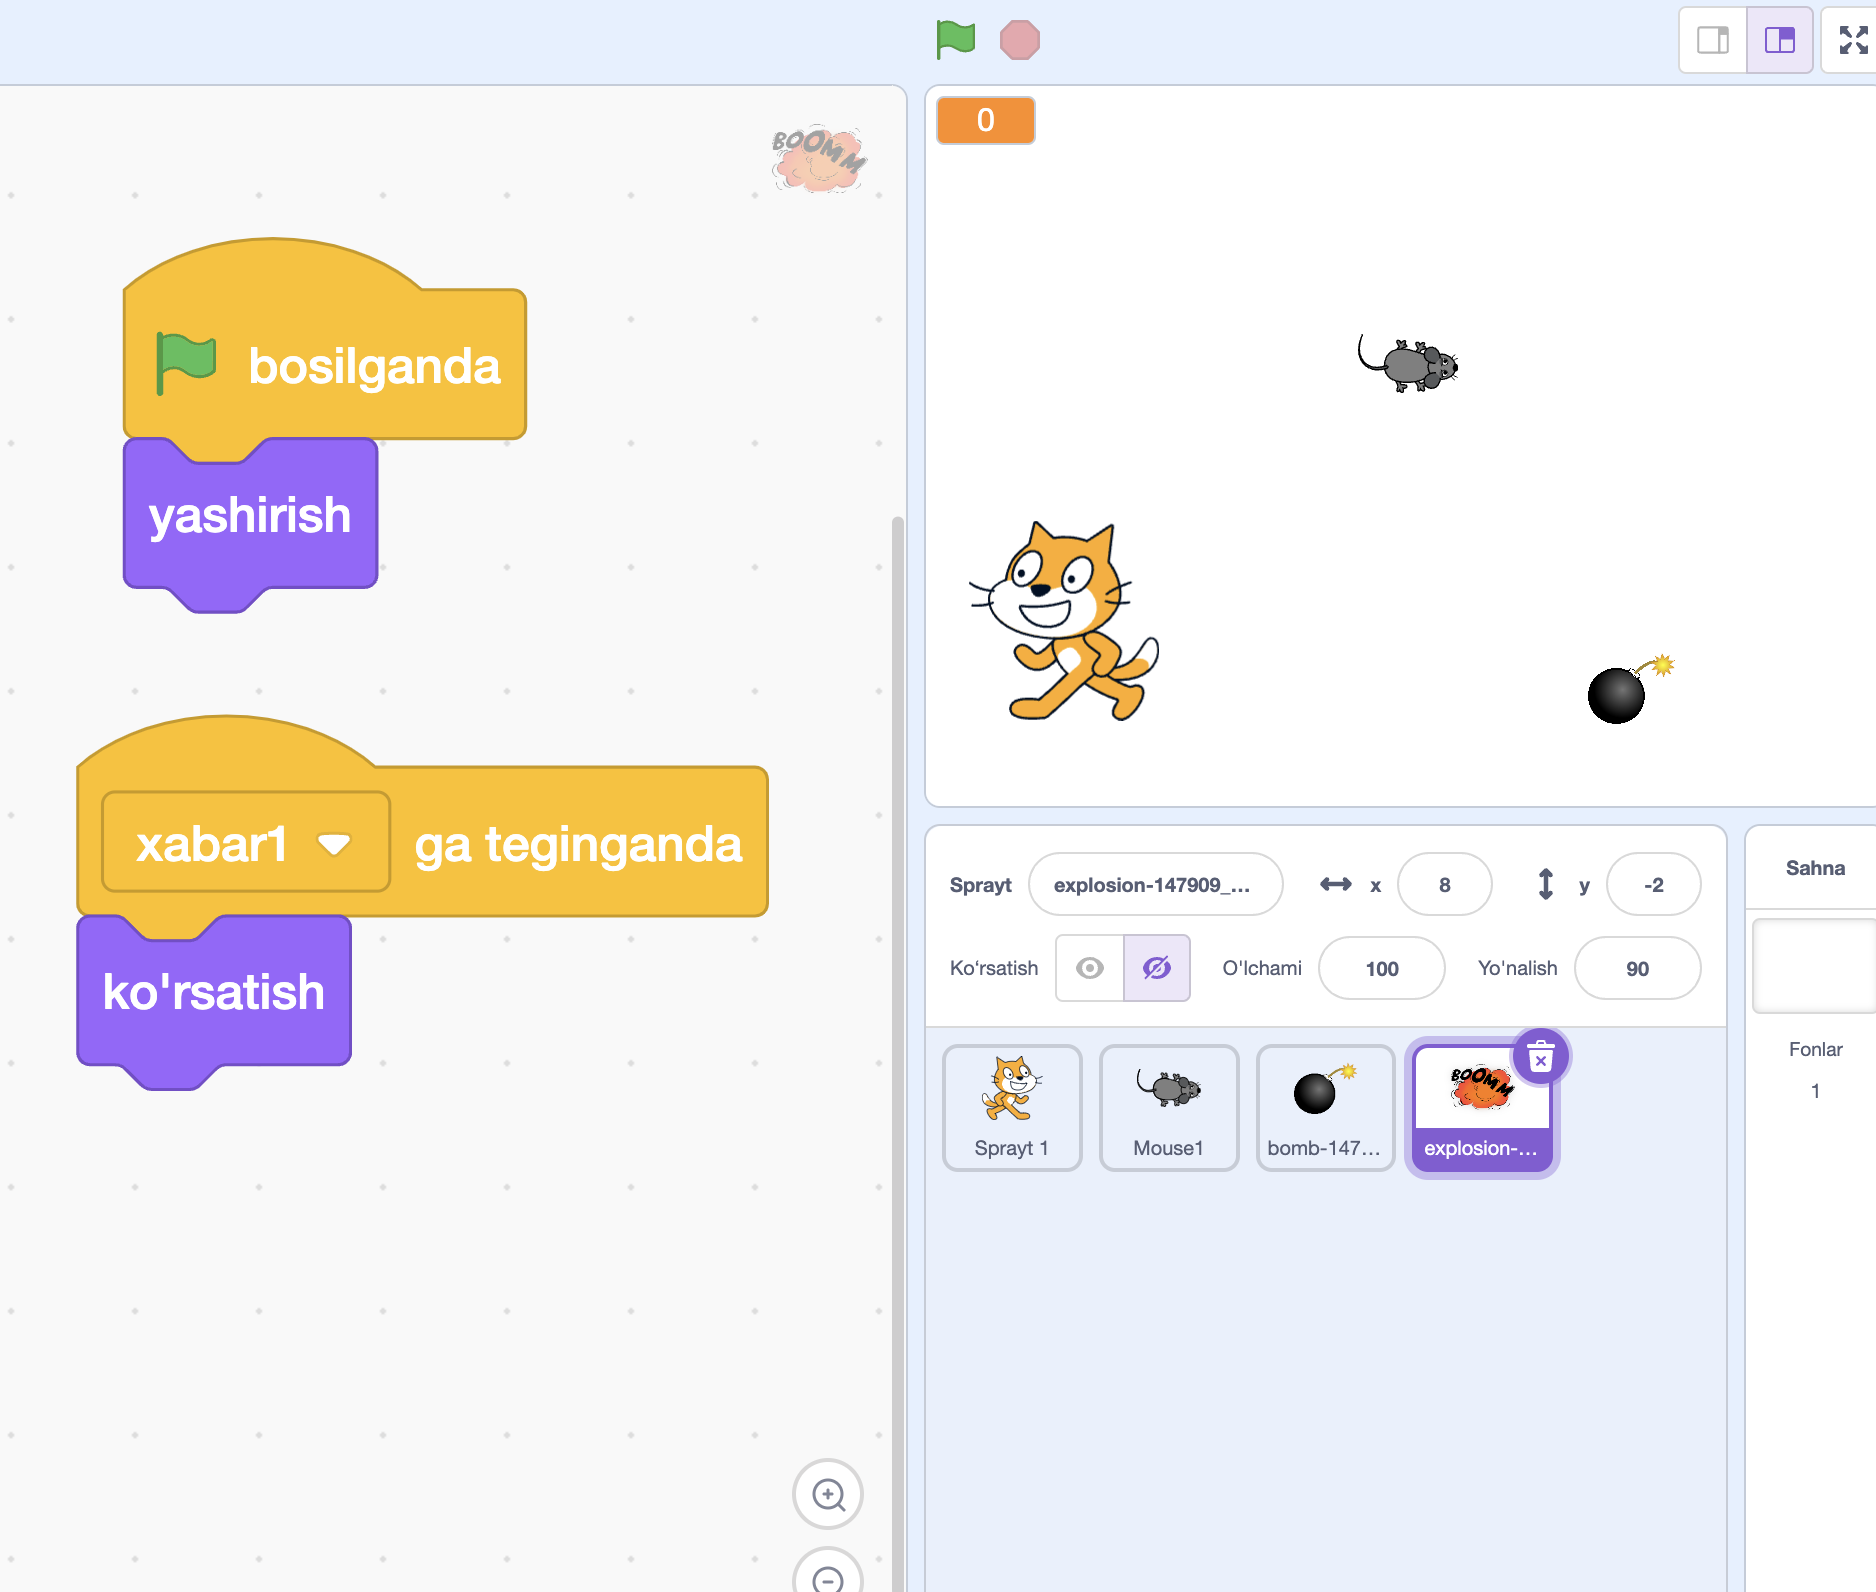 0
BOOMM
bosilganda
yashirish
xabar1 ga teginganda
ko'rsatish
Sprayt explosion-147909_... x 8 y -2
Ko‘rsatish O'lchami 100 Yo'nalish 90
BOOMM
Sprayt 1 Mouse1 bomb-147... explosion-...
Sahna
Fonlar
1